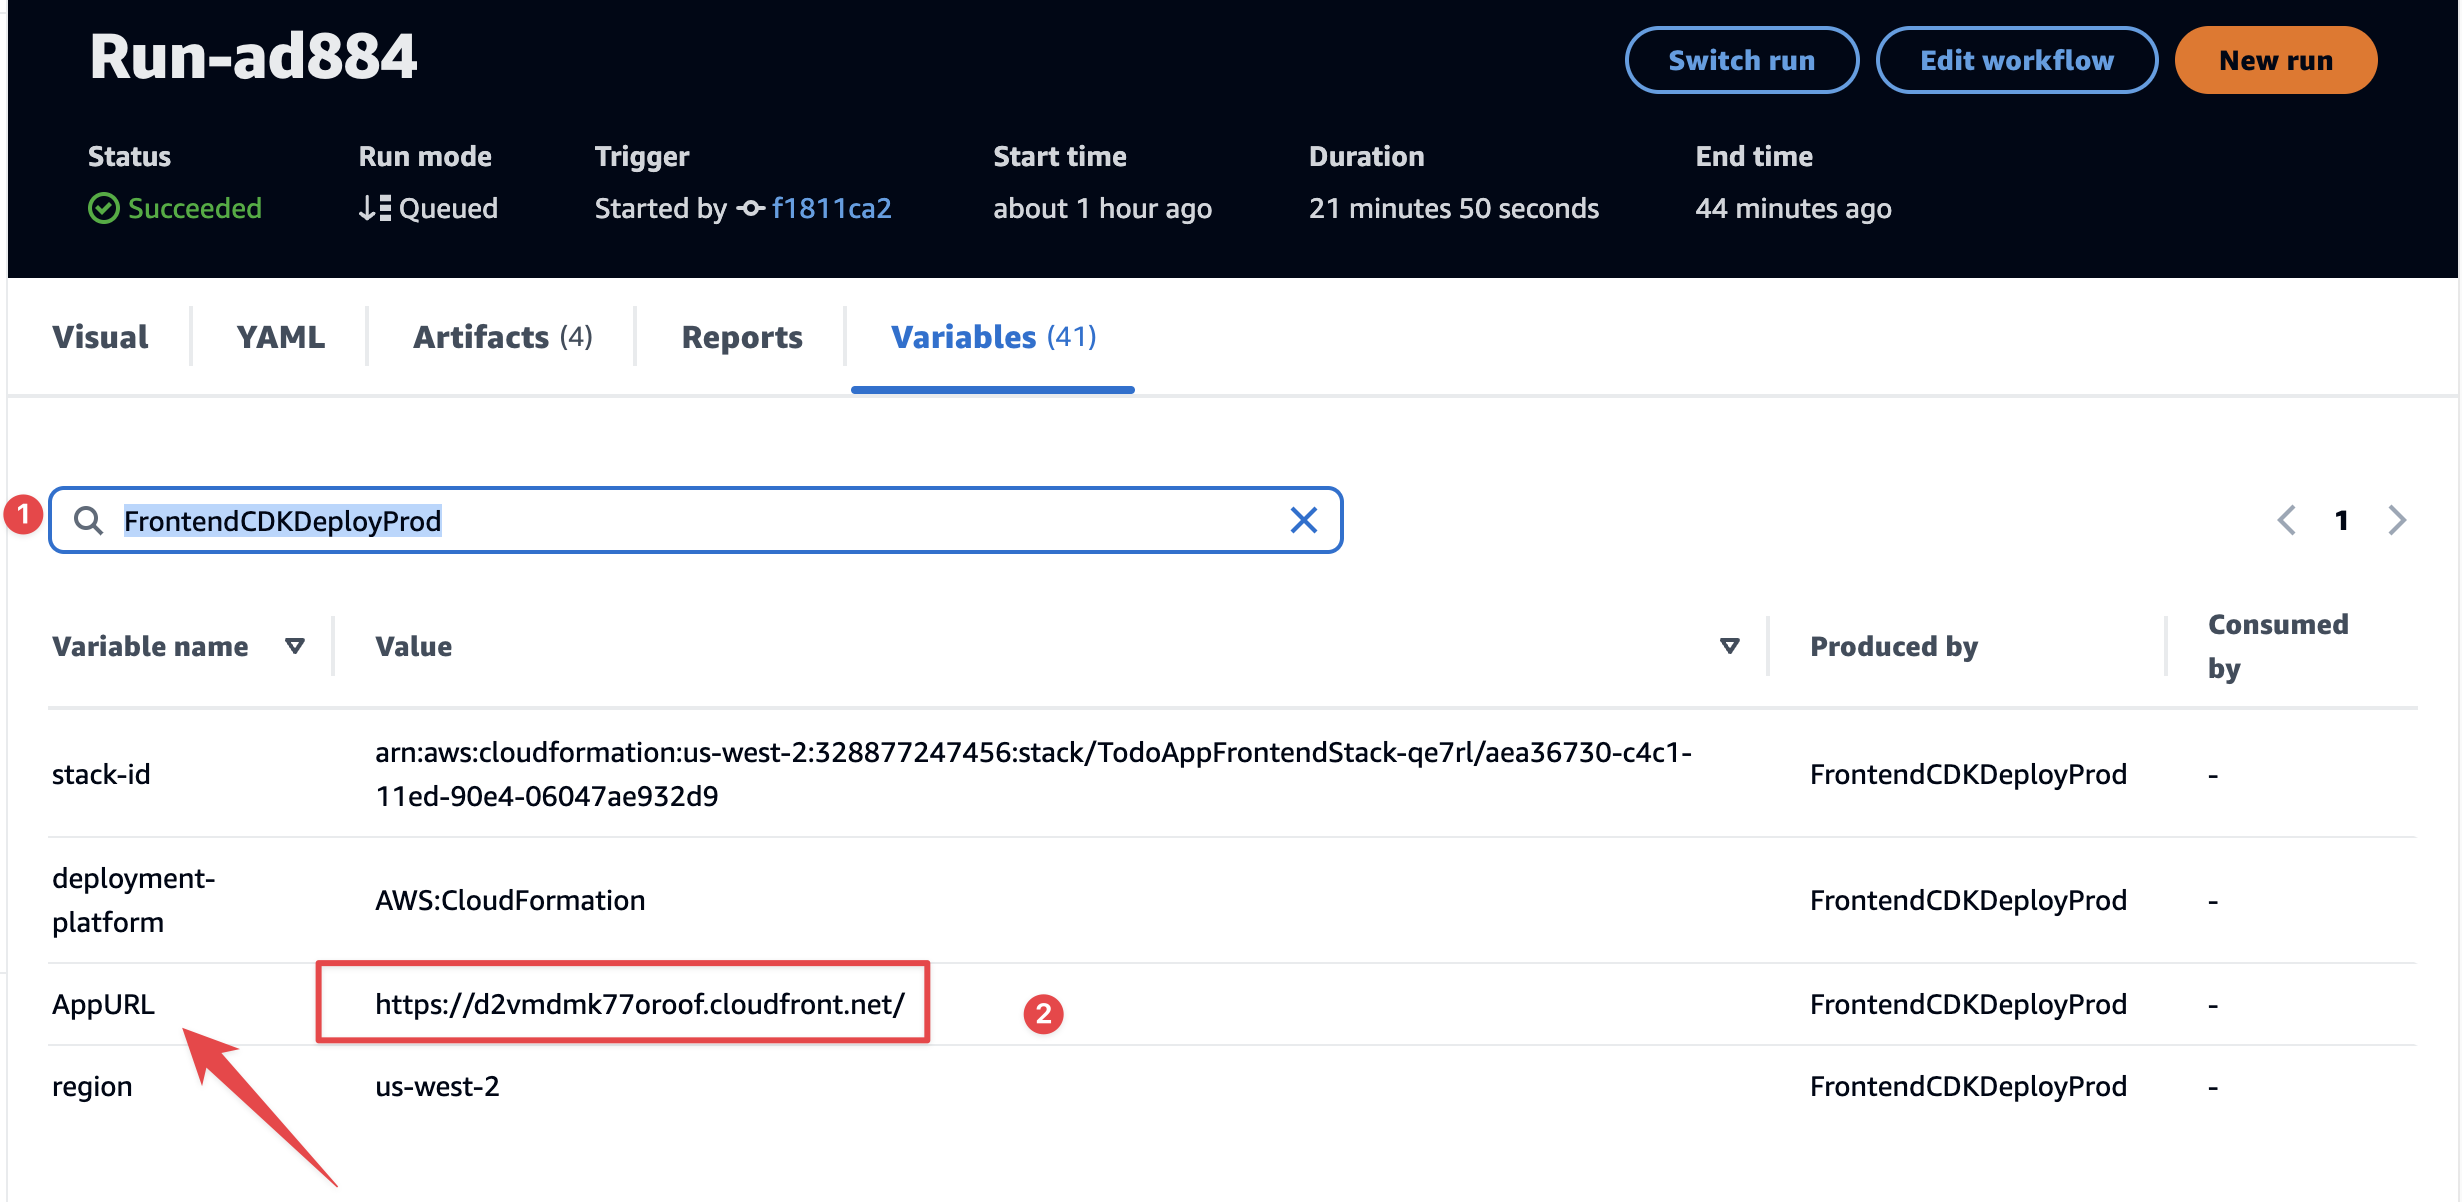 Run-ad884
Switch run
Edit workflow
New run
Status
Run mode
Trigger
Start time
Duration
End time
Succeeded
Queued
Started by f1811ca2
about 1 hour ago
21 minutes 50 seconds
44 minutes ago
Visual
YAML
Artifacts (4)
Reports
Variables (41)
1
FrontendCDKDeployProd
1
Variable name
Value
Produced by
Consumed
by
stack-id
arn:aws:cloudformation:us-west-2:328877247456:stack/TodoAppFrontendStack-qe7rl/aea36730-c4c1-
11ed-90e4-06047ae932d9
FrontendCDKDeployProd
-
deployment-
platform
AWS:CloudFormation
FrontendCDKDeployProd
-
AppURL
https://d2vmdmk77oroof.cloudfront.net/
2
FrontendCDKDeployProd
-
region
us-west-2
FrontendCDKDeployProd
-